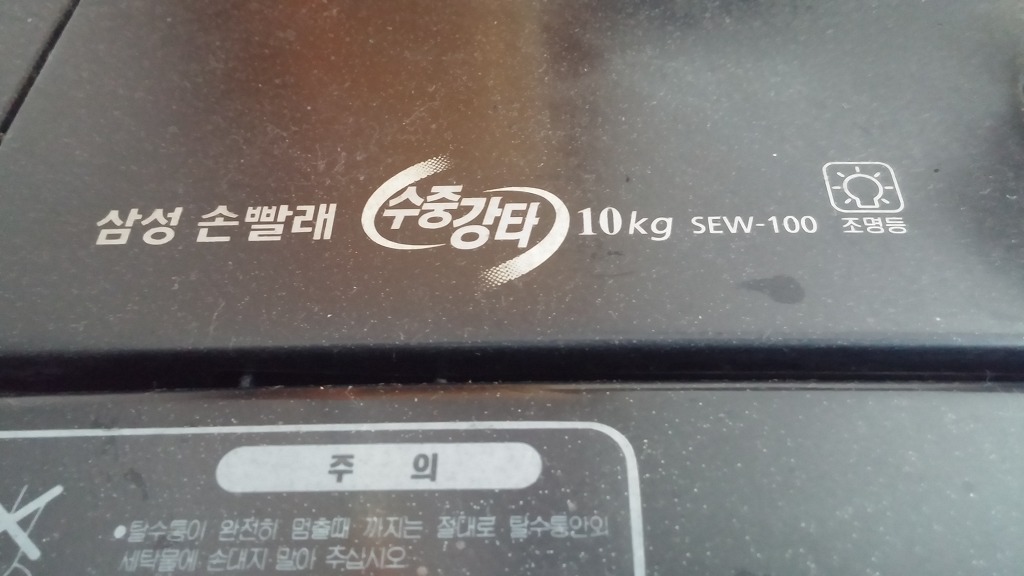 삼성 손빨래 수중강타 10kg SEW-100 조명등
주 의
•탈수통이 완전히 멈출때 까지는 절대로 탈수통안의
세탁물에 손대지 말아 주십시오